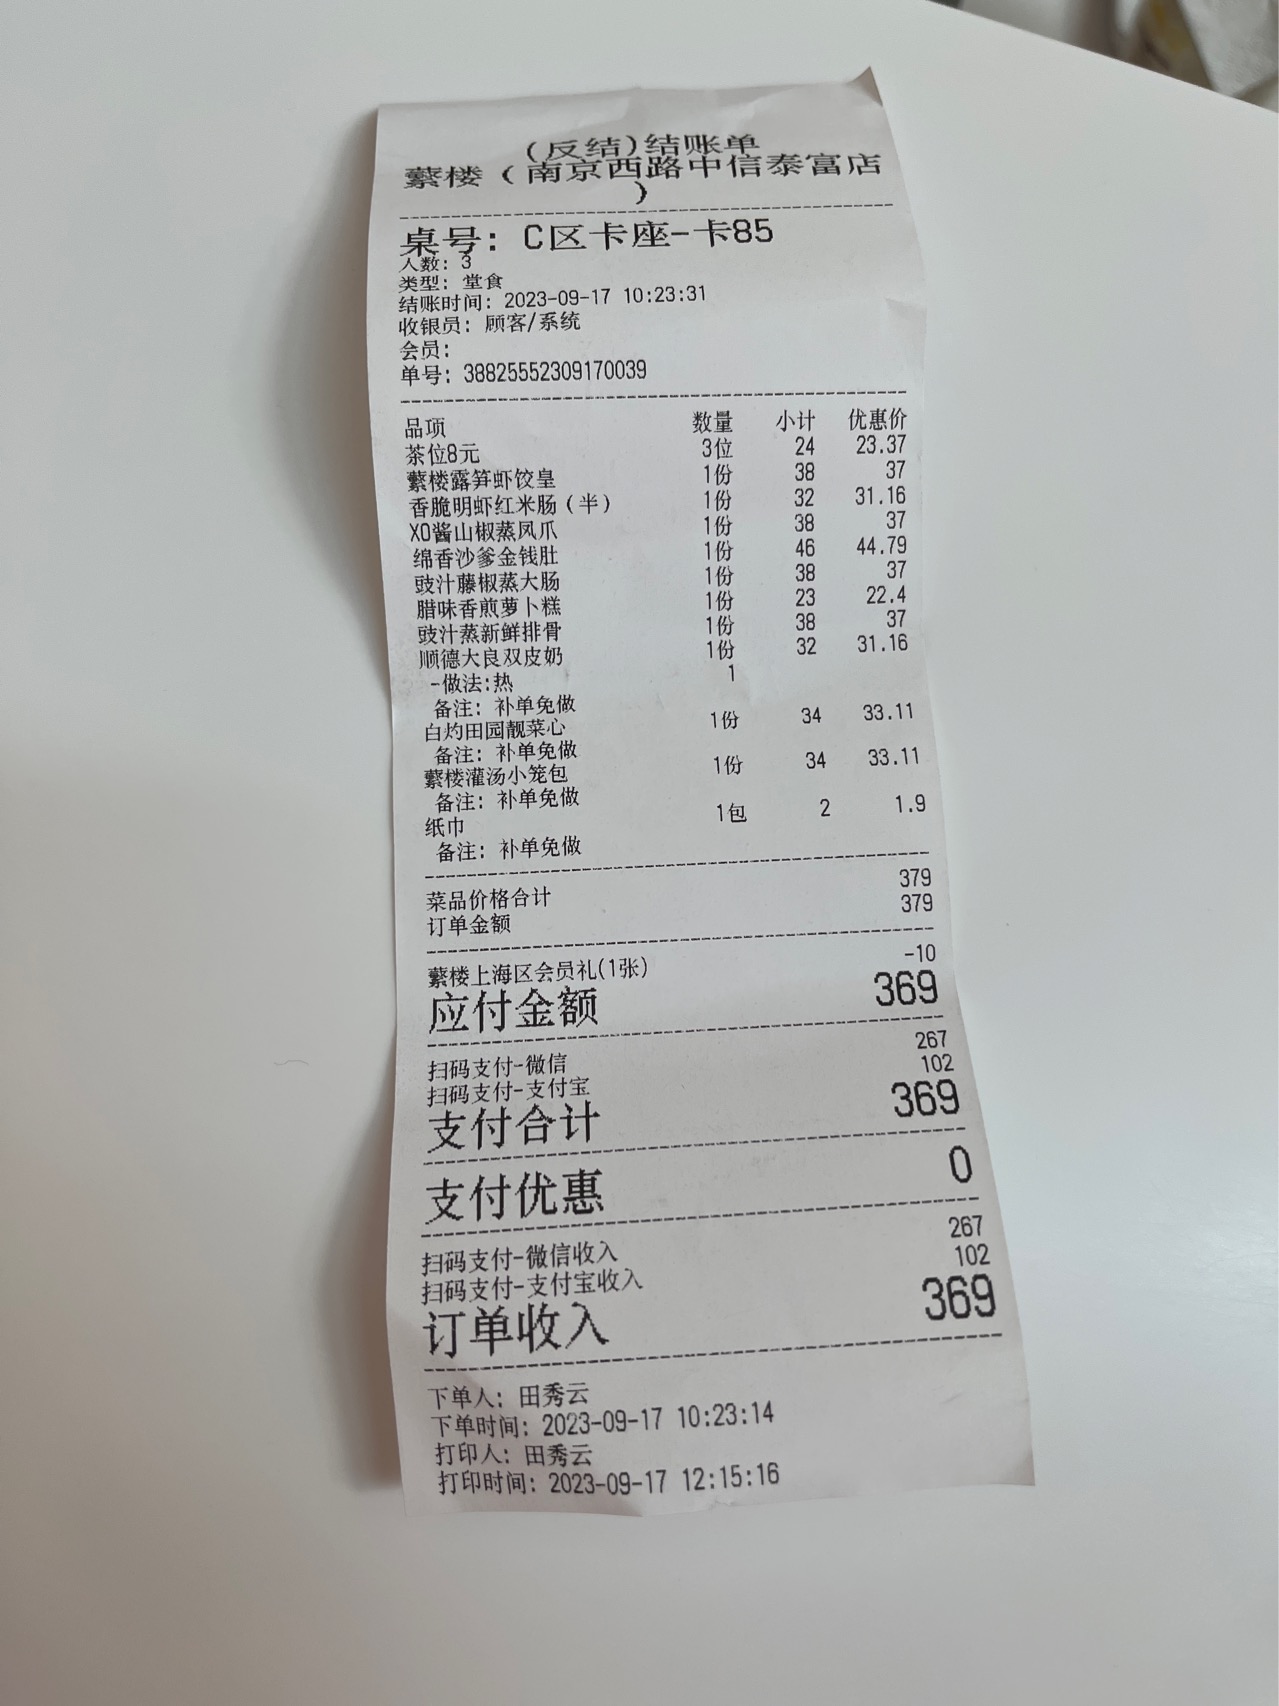 (反结)结账单
蘩楼（南京西路中信泰富店
）
桌号: C区卡座-卡85
人数: 3
类型: 堂食
结账时间: 2023-09-17 10:23:31
收银员: 顾客/系统
会员:
单号: 38825552309170039
品项 数量 小计 优惠价
茶位8元 3位 24 23.37
蘩楼露笋虾饺皇 1份 38 37
香脆明虾红米肠（半） 1份 32 31.16
XO酱山椒蒸凤爪 1份 38 37
绵香沙爹金钱肚 1份 46 44.79
豉汁藤椒蒸大肠 1份 38 37
腊味香煎萝卜糕 1份 23 22.4
豉汁蒸新鲜排骨 1份 38 37
顺德大良双皮奶 1份 32 31.16
-做法:热 1
备注: 补单免做
白灼田园靓菜心 1份 34 33.11
备注: 补单免做
蘩楼灌汤小笼包 1份 34 33.11
备注: 补单免做
纸巾 1包 2 1.9
备注: 补单免做
菜品价格合计 379
订单金额 379
蘩楼上海区会员礼(1张) -10
应付金额 369
扫码支付-微信 267
扫码支付-支付宝 102
支付合计 369
支付优惠 0
扫码支付-微信收入 267
扫码支付-支付宝收入 102
订单收入 369
下单人: 田秀云
下单时间: 2023-09-17 10:23:14
打印人: 田秀云
打印时间: 2023-09-17 12:15:16